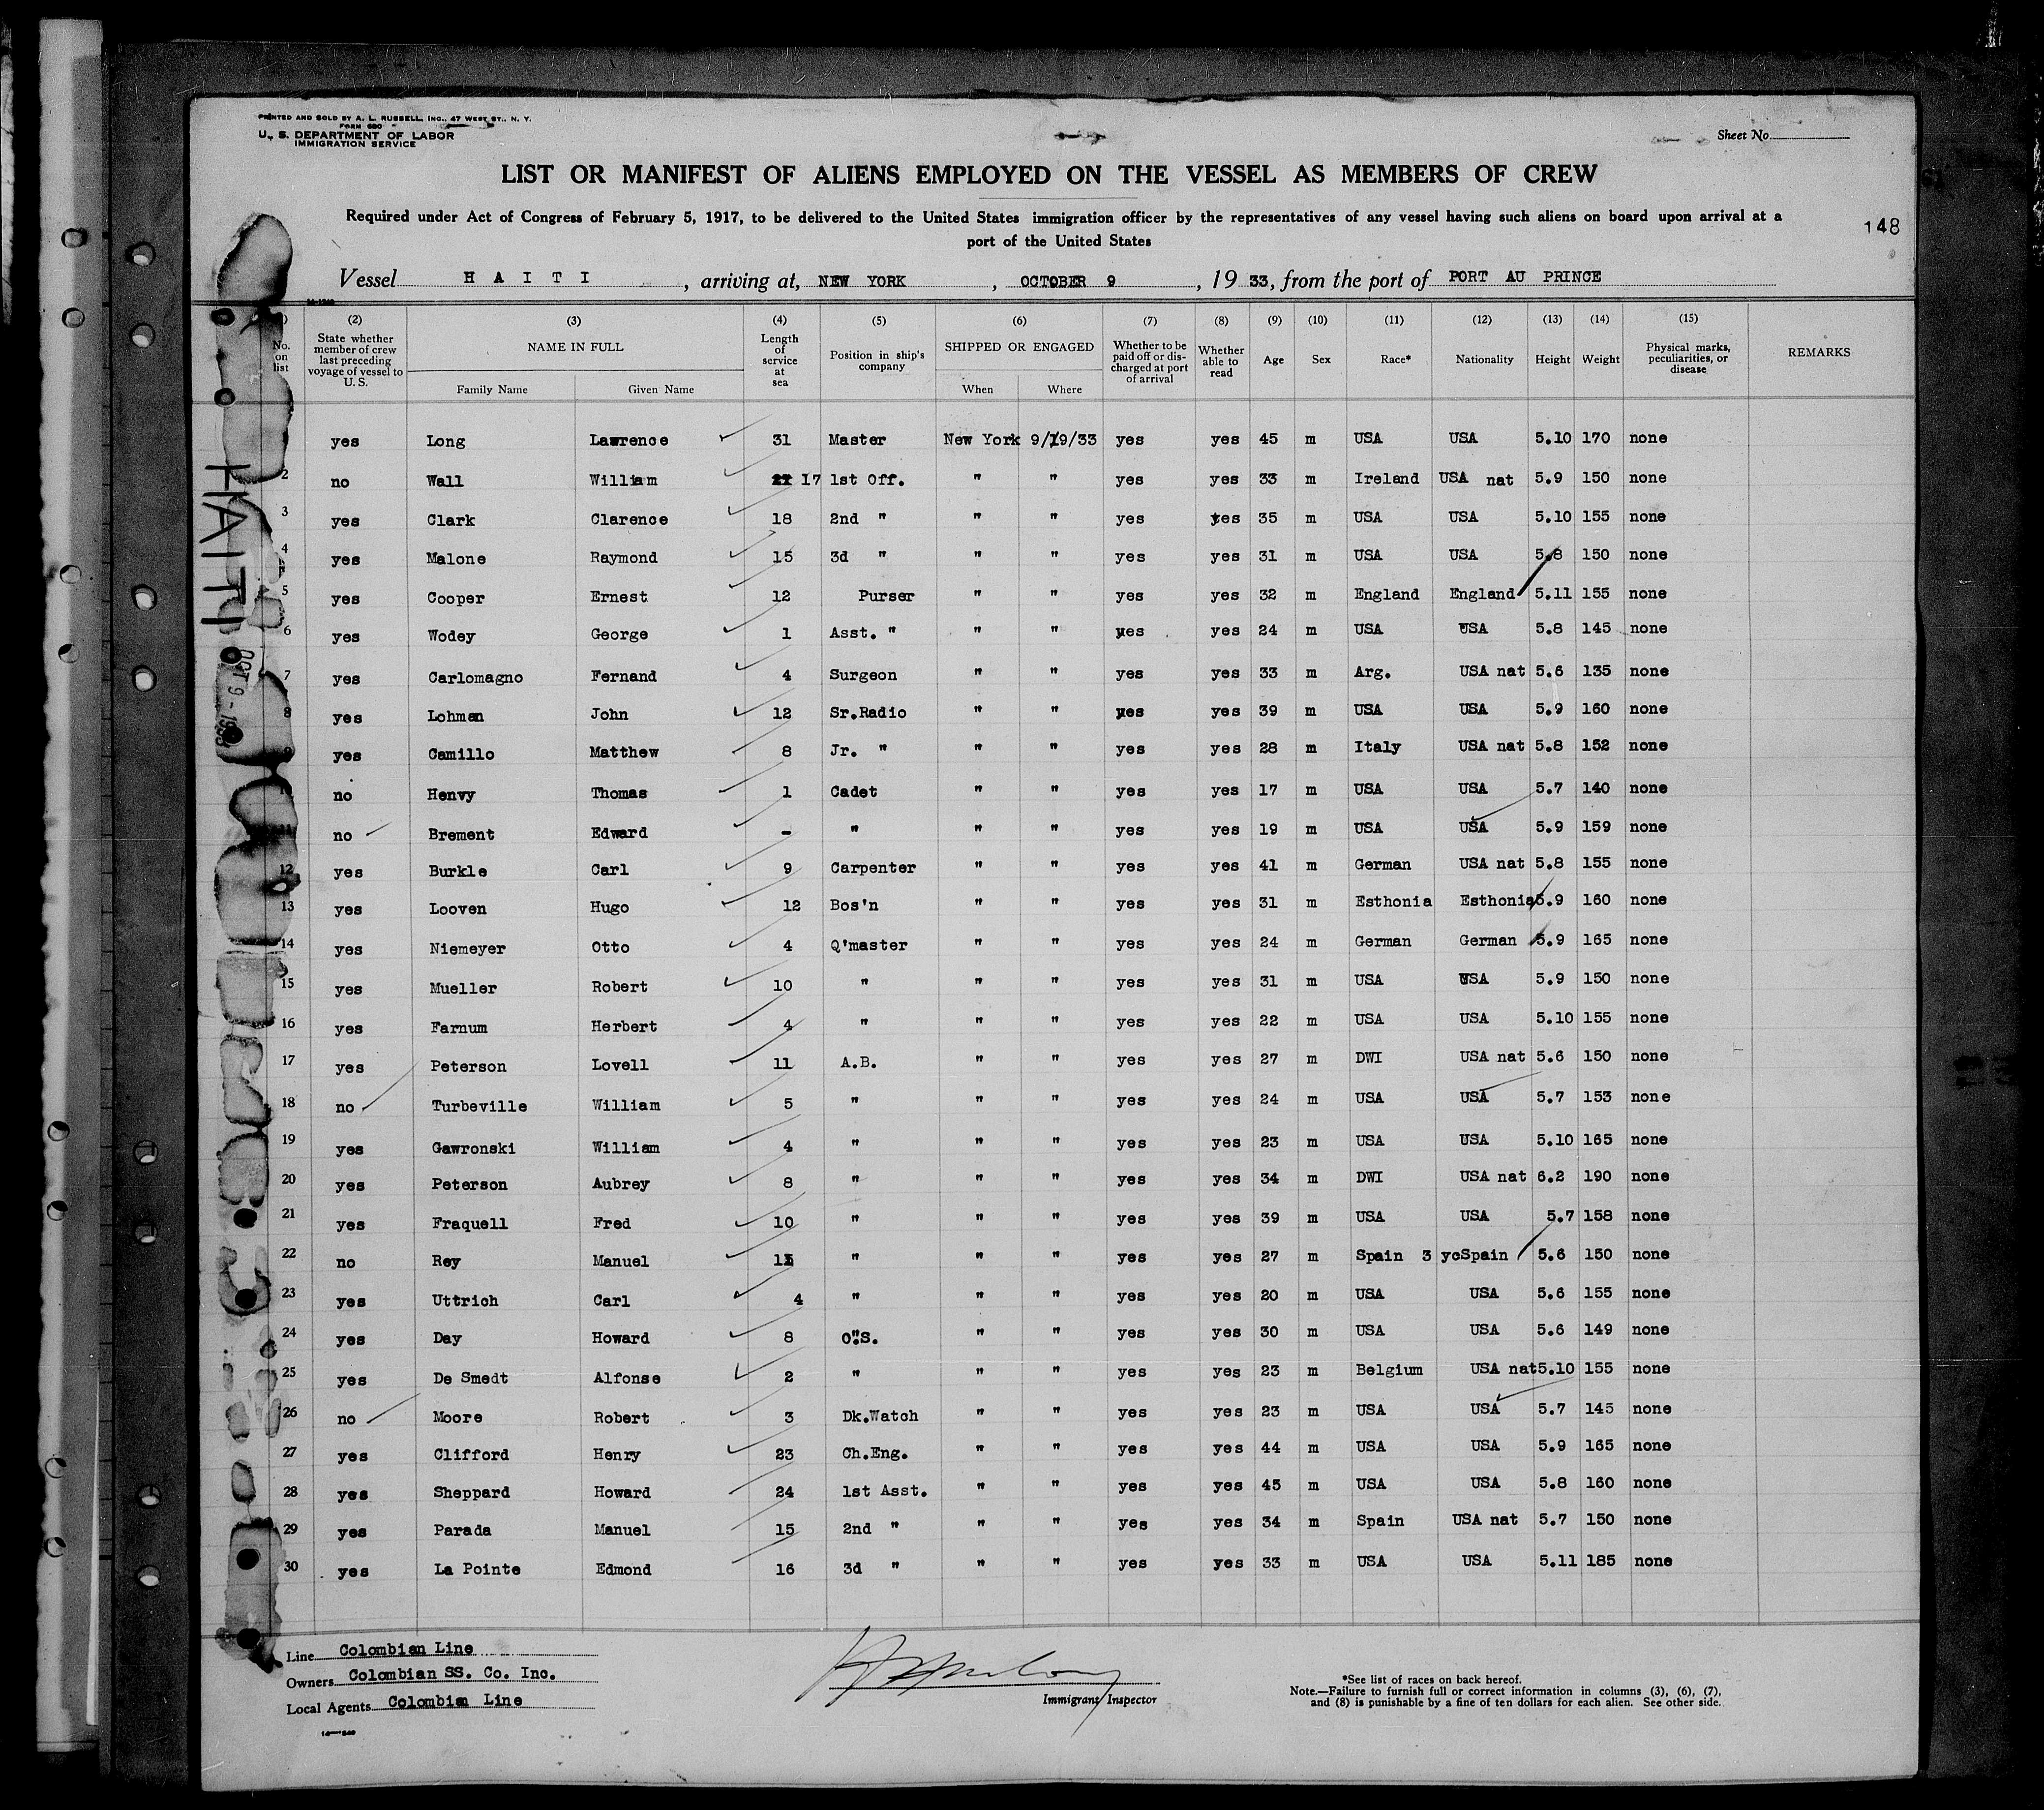 PRINTED AND SOLD BY A. L. RUSSELL, INC., 47 WEST ST., N. Y.
FORM 680
U. S. DEPARTMENT OF LABOR
IMMIGRATION SERVICE
Sheet No.
LIST OR MANIFEST OF ALIENS EMPLOYED ON THE VESSEL AS MEMBERS OF CREW
Required under Act of Congress of February 5, 1917, to be delivered to the United States immigration officer by the representatives of any vessel having such aliens on board upon arrival at a
port of the United States
148
Vessel H A I T I , arriving at, NEW YORK , OCTOBER 9 , 19 33, from the port of PORT AU PRINCE
(2) (3) (4) (5) (6) (7) (8) (9) (10) (11) (12) (13) (14) (15)
No. on list State whether member of crew last preceding voyage of vessel to U. S. NAME IN FULL Family Name Given Name Length of service at sea Position in ship's company SHIPPED OR ENGAGED When Where Whether to be paid off or discharged at port of arrival Whether able to read Age Sex Race* Nationality Height Weight Physical marks, peculiarities, or disease REMARKS
yes Long Lawrence 31 Master New York 9/19/33 yes yes 45 m USA USA 5.10 170 none
2 no Wall William 17 1st Off. " " yes yes 33 m Ireland USA nat 5.9 150 none
3 yes Clark Clarence 18 2nd " " " yes yes 35 m USA USA 5.10 155 none
4 yes Malone Raymond 15 3d " " " yes yes 31 m USA USA 5.8 150 none
5 yes Cooper Ernest 12 Purser " " yes yes 32 m England England 5.11 155 none
6 yes Wodey George 1 Asst. " " " yes yes 24 m USA USA 5.8 145 none
7 yes Carlomagno Fernand 4 Surgeon " " yes yes 33 m Arg. USA nat 5.6 135 none
8 yes Lohman John 12 Sr.Radio " " yes yes 39 m USA USA 5.9 160 none
9 yes Camillo Matthew 8 Jr. " " " yes yes 28 m Italy USA nat 5.8 152 none
no Henvy Thomas 1 Cadet " " yes yes 17 m USA USA 5.7 140 none
11 no Brement Edward - " " " yes yes 19 m USA USA 5.9 159 none
12 yes Burkle Carl 9 Carpenter " " yes yes 41 m German USA nat 5.8 155 none
13 yes Looven Hugo 12 Bos'n " " yes yes 31 m Esthonia Esthonia 5.9 160 none
14 yes Niemeyer Otto 4 Q'master " " yes yes 24 m German German 5.9 165 none
15 yes Mueller Robert 10 " " " yes yes 31 m USA USA 5.9 150 none
16 yes Farnum Herbert 4 " " " yes yes 22 m USA USA 5.10 155 none
17 yes Peterson Lovell 11 A.B. " " yes yes 27 m DWI USA nat 5.6 150 none
18 no Turbeville William 5 " " " yes yes 24 m USA USA 5.7 153 none
19 yes Gawronski William 4 " " " yes yes 23 m USA USA 5.10 165 none
20 yes Peterson Aubrey 8 " " " yes yes 34 m DWI USA nat 6.2 190 none
21 yes Fraquell Fred 10 " " " yes yes 39 m USA USA 5.7 158 none
22 no Rey Manuel " " " yes yes 27 m Spain 3 yc Spain 5.6 150 none
23 yes Uttrich Carl 4 " " " yes yes 20 m USA USA 5.6 155 none
24 yes Day Howard 8 O.S. " " yes yes 30 m USA USA 5.6 149 none
25 yes De Smedt Alfonse 2 " " " yes yes 23 m Belgium USA nat 5.10 155 none
26 no Moore Robert 3 Dk.Watch " " yes yes 23 m USA USA 5.7 145 none
27 yes Clifford Henry 23 Ch.Eng. " " yes yes 44 m USA USA 5.9 165 none
28 yes Sheppard Howard 24 1st Asst. " " yes yes 45 m USA USA 5.8 160 none
29 yes Parada Manuel 15 2nd " " " yes yes 34 m Spain USA nat 5.7 150 none
30 yes La Pointe Edmond 16 3d " " " yes yes 33 m USA USA 5.11 185 none
HAITI
OCT 9 - 1933
Line Colombian Line
Owners Colombian SS. Co. Inc.
Local Agents Colombian Line
Immigrant Inspector
*See list of races on back hereof.
Note.—Failure to furnish full or correct information in columns (3), (6), (7),
and (8) is punishable by a fine of ten dollars for each alien. See other side.